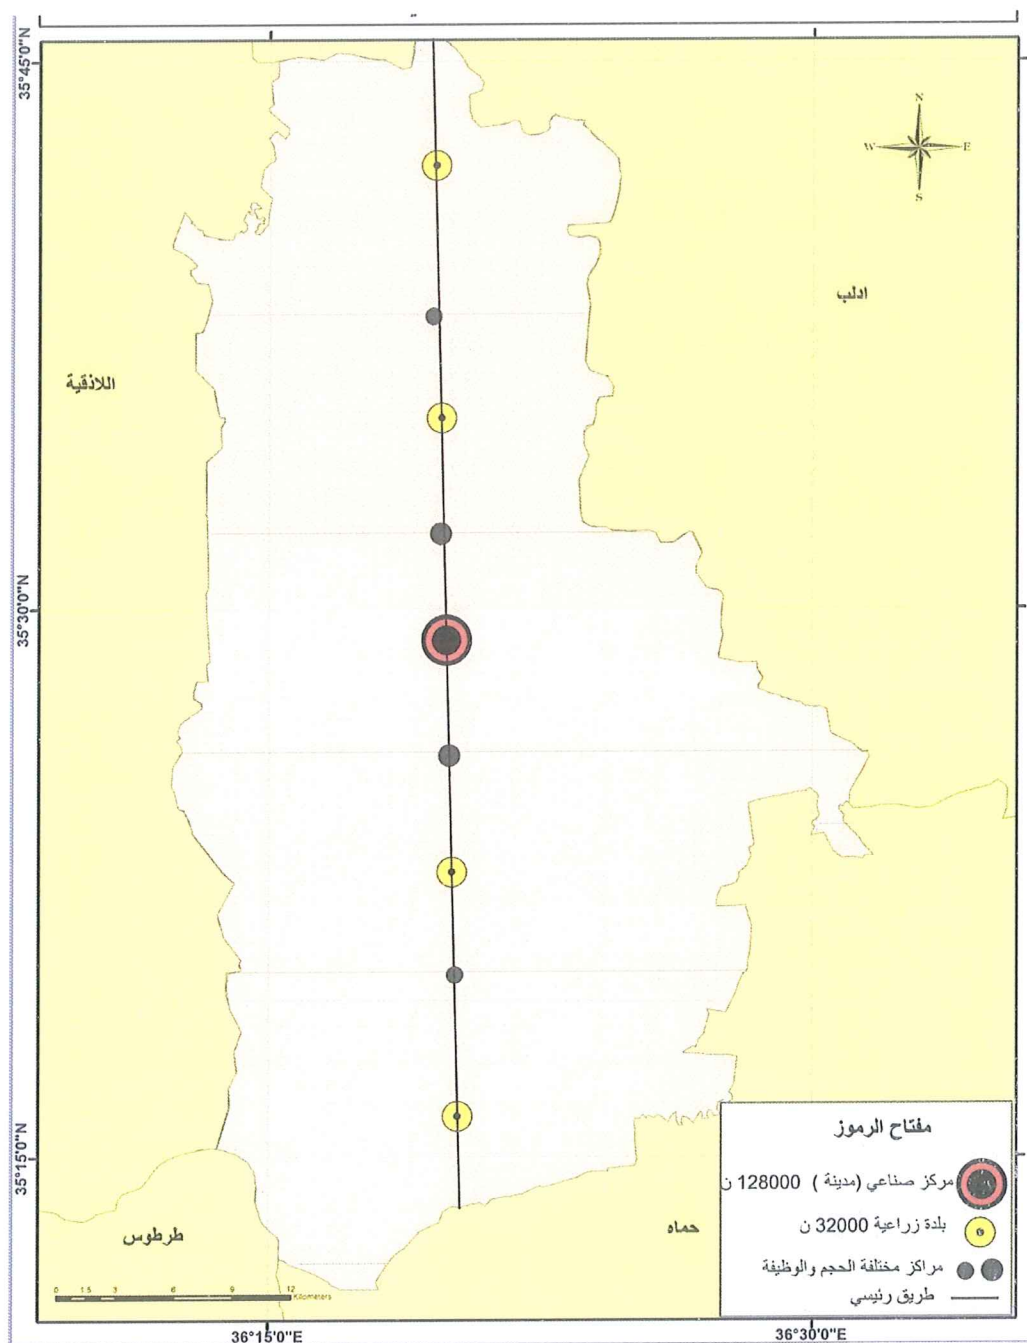 35°45'0"N
N
W
E
S
ادلب
اللاذقية
35°30'0"N
مفتاح الرموز
مركز صناعي (مدينة ) 128000 ن
بلدة زراعية 32000 ن
مراكز مختلفة الحجم والوظيفة
طريق رئيسي
35°15'0"N
حماه
طرطوس
0 1.5 3 6 9 12
Kilometers
36°15'0"E
36°30'0"E